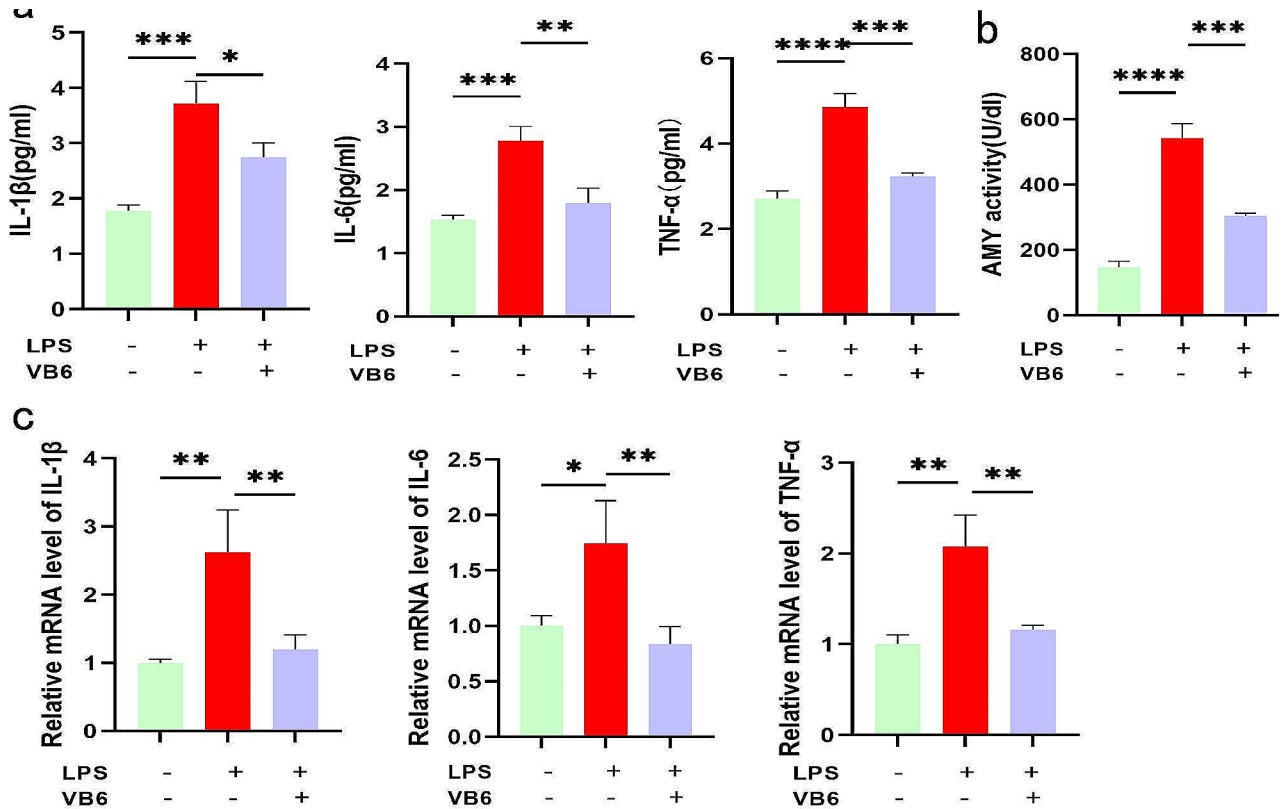 a
IL-1β(pg/ml)
5
4
3
2
1
0
***
*
LPS - + +
VB6 - - +
IL-6(pg/ml)
4
3
2
1
0
***
**
LPS - + +
VB6 - - +
TNF-α(pg/ml)
6
4
2
0
****
***
LPS - + +
VB6 - - +
b
AMY activity(U/dl)
800
600
400
200
0
****
***
LPS - + +
VB6 - - +
c
Relative mRNA level of IL-1β
4
3
2
1
0
**
**
LPS - + +
VB6 - - +
Relative mRNA level of IL-6
2.5
2.0
1.5
1.0
0.5
0.0
*
**
LPS - + +
VB6 - - +
Relative mRNA level of TNF-α
3
2
1
0
**
**
LPS - + +
VB6 - - +